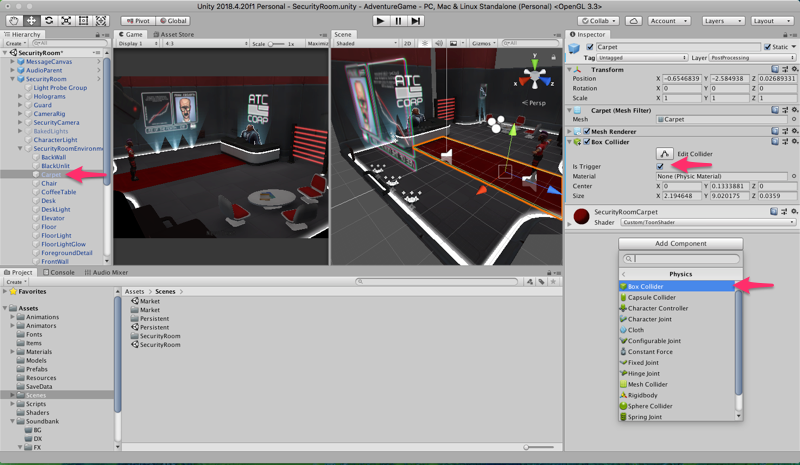 Unity 2018.4.20f1 Personal - SecurityRoom.unity - AdventureGame - PC, Mac & Linux Standalone (Personal) <OpenGL 3.3>
Pivot Global Collab Account Layers Layout
Hierarchy
Create All
SecurityRoom*
MessageCanvas
AudioParent
SecurityRoom
Light Probe Group
Holograms
Guard
CameraRig
SecurityCamera
BakedLights
CharacterLight
SecurityRoomEnvironme
BackWall
BlackUnlit
Carpet
Chair
CoffeeTable
Desk
DeskLight
Elevator
Floor
FloorLight
FloorLightGlow
ForegroundDetail
FrontWall
Game Asset Store
Display 1 4:3 Scale 1x
ATC
CORP
Scene
Shaded 2D
y
x
Persp
ATC
CORP
Inspector
Carpet Static
Tag Untagged Layer PostProcessing
Transform
Position X -0.6546839 Y -2.584938 Z 0.02689331
Rotation X 0 Y 0 Z 0
Scale X 1 Y 1 Z 1
Carpet (Mesh Filter)
Mesh Carpet
Mesh Renderer
Box Collider
Edit Collider
Is Trigger
Material None (Physic Material)
Center X 0 Y 0.1333881 Z 0
Size X 2.194648 Y 9.020175 Z 0.0359
SecurityRoomCarpet
Shader Custom/ToonShader
Add Component
Physics
Box Collider
Capsule Collider
Character Controller
Character Joint
Cloth
Configurable Joint
Constant Force
Fixed Joint
Hinge Joint
Mesh Collider
Rigidbody
Sphere Collider
Spring Joint
Project Console Audio Mixer
Create
Favorites
Assets
Animations
Animators
Fonts
Items
Materials
Models
Prefabs
Resources
SaveData
Scenes
Scripts
Shaders
Soundbank
BG
DX
FX
Assets Scenes
Market
Market
Persistent
Persistent
SecurityRoom
SecurityRoom